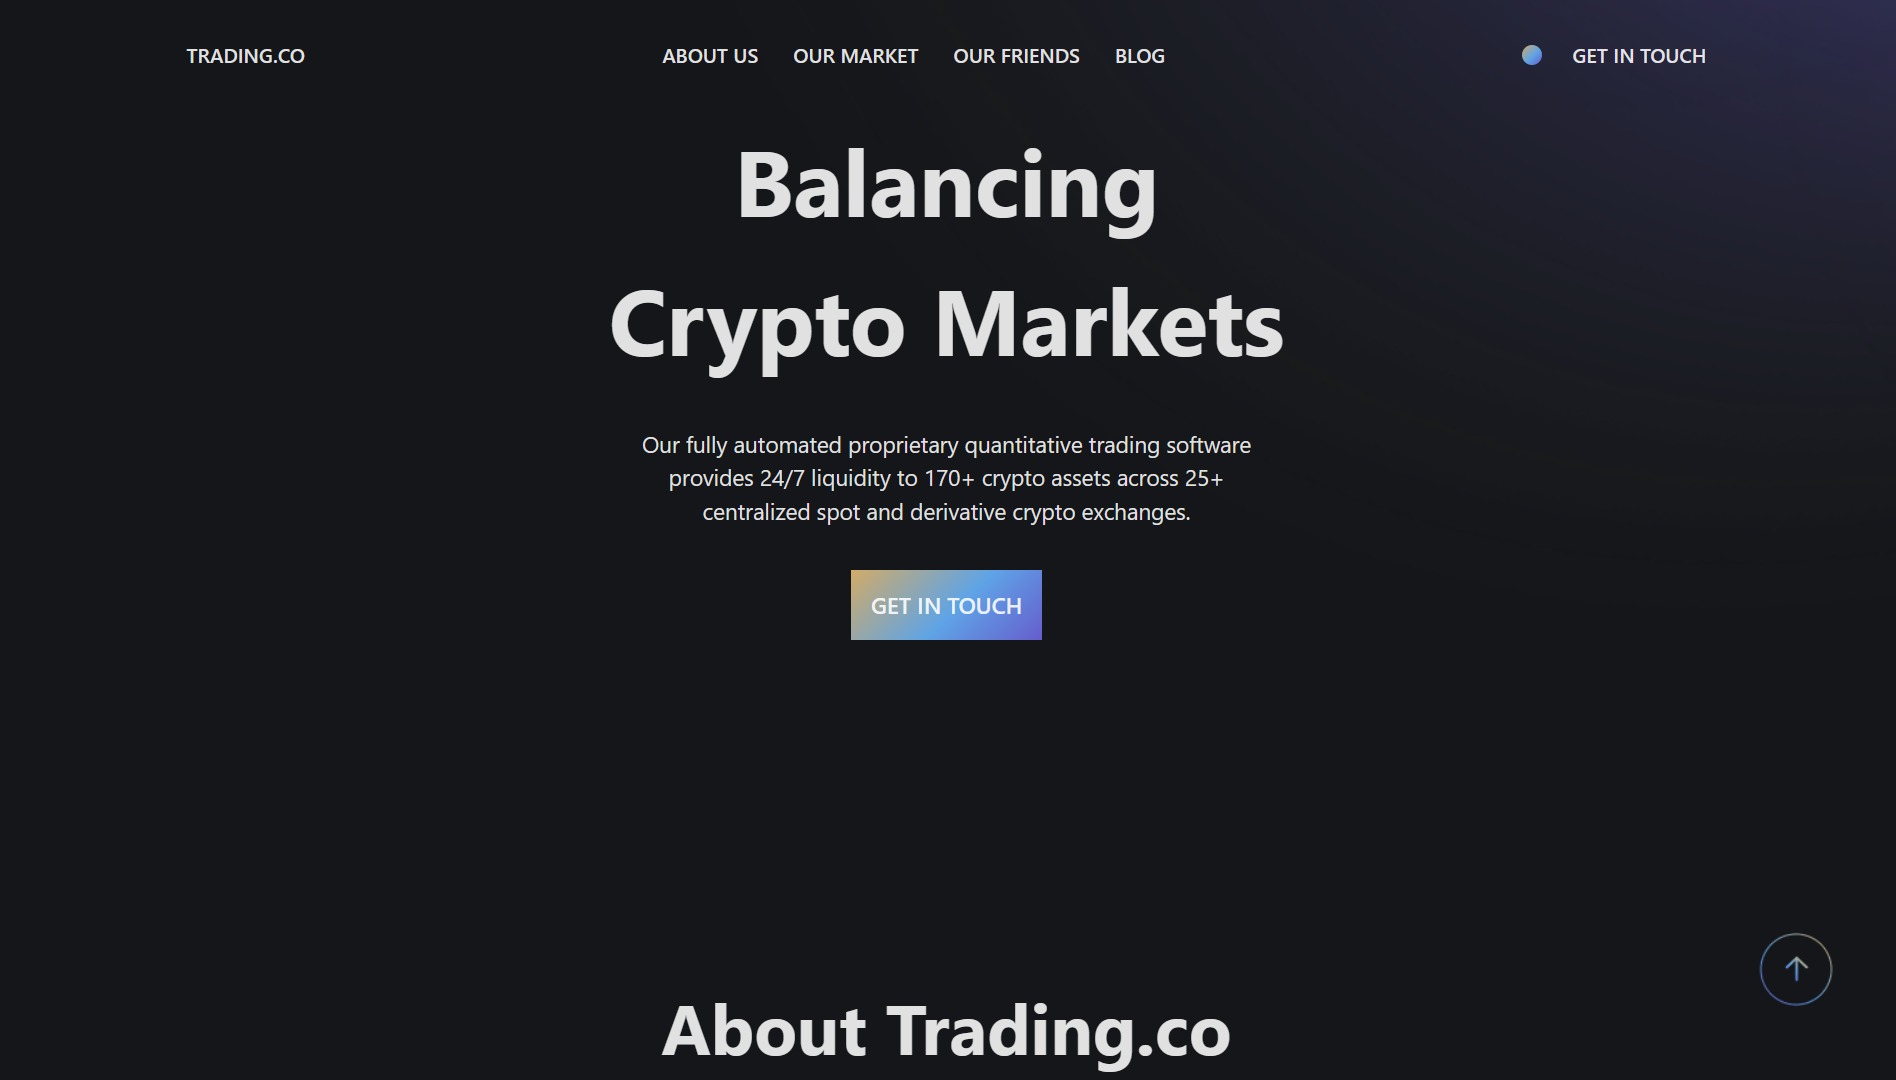 TRADING.CO
ABOUT US
OUR MARKET
OUR FRIENDS
BLOG
GET IN TOUCH
Balancing
Crypto Markets
Our fully automated proprietary quantitative trading software
provides 24/7 liquidity to 170+ crypto assets across 25+
centralized spot and derivative crypto exchanges.
GET IN TOUCH
About Trading.co